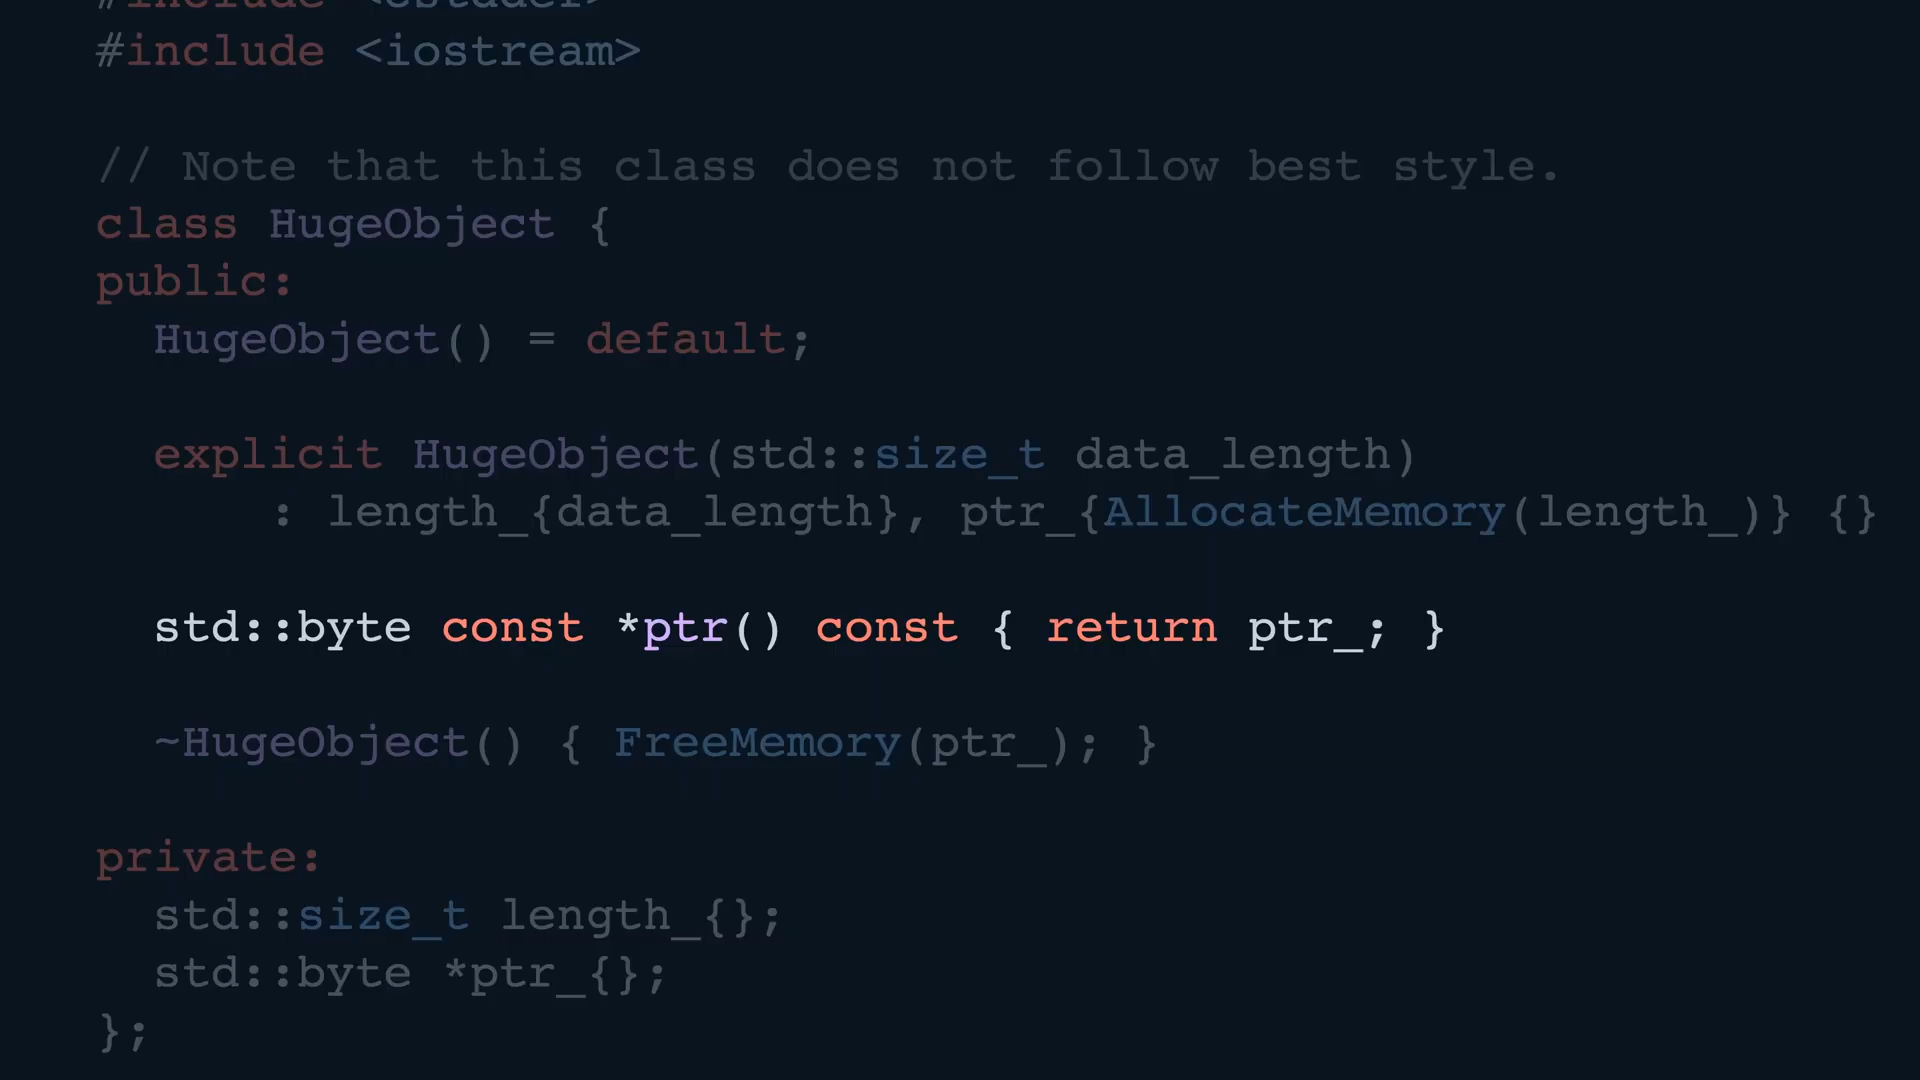 #include <cstddef>
#include <iostream>
// Note that this class does not follow best style.
class HugeObject {
public:
HugeObject() = default;
explicit HugeObject(std::size_t data_length)
: length_{data_length}, ptr_{AllocateMemory(length_)} {}
std::byte const *ptr() const { return ptr_; }
~HugeObject() { FreeMemory(ptr_); }
private:
std::size_t length_{};
std::byte *ptr_{};
};